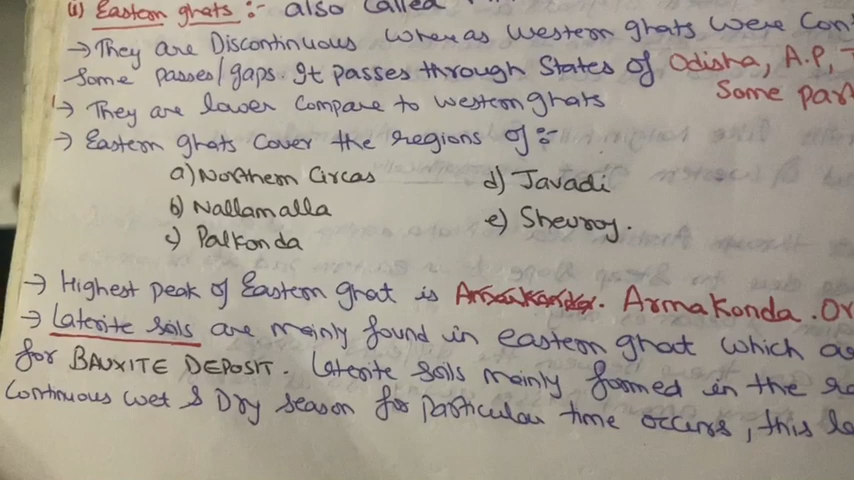 (ii) Eastern ghats :- also called
→ They are Discontinuous whereas western ghats were Con
Some passes/gaps. It passes through States of Odisha, A.P,
Some par
→ They are lower compare to western ghats
→ Eastern ghats cover the regions of :-
a) Northern Circas d) Javadi
b) Nallamalla e) Shevroy.
c) Palkonda
→ Highest peak of Eastern ghat is ArmaKonda. Or
→ Laterite soils are mainly found in eastern ghat which a
for BAUXITE DEPOSIT. Laterite soils mainly formed in the
Continuous wet & Dry season for particular time occurs, this